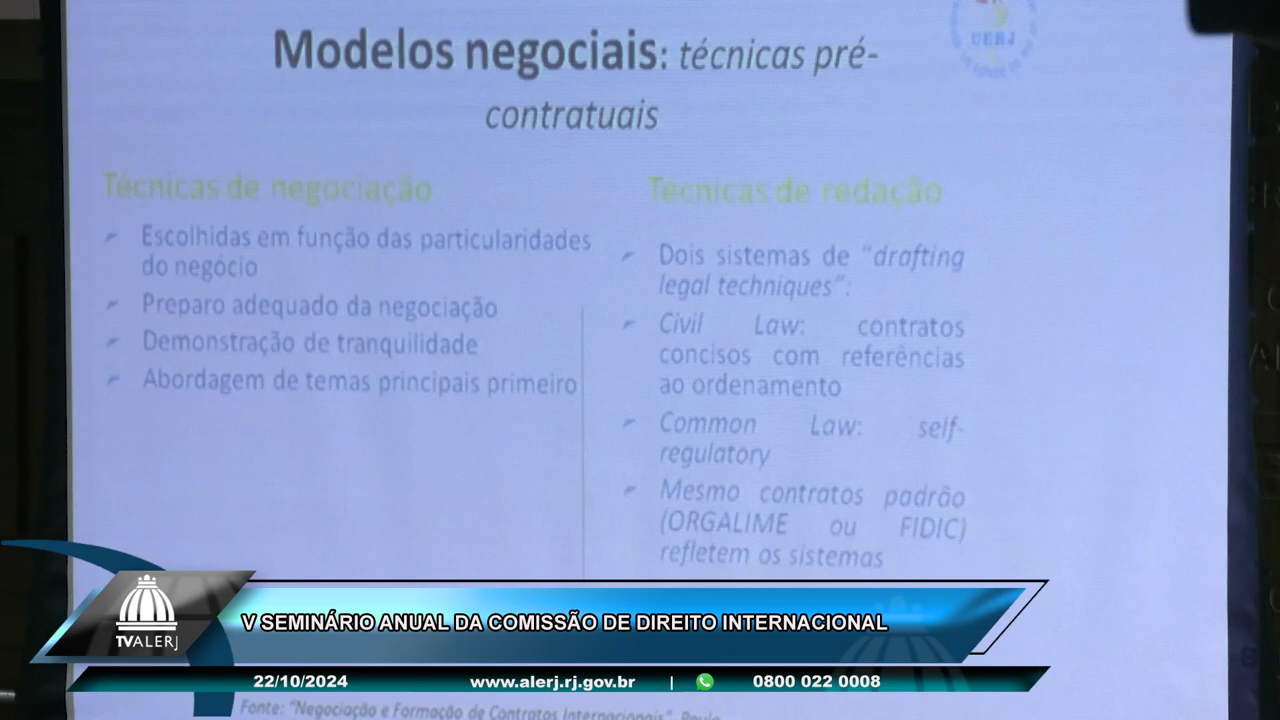 Modelos negociais: técnicas pré-
contratuais
UERJ
Técnicas de negociação
Escolhidas em função das particularidades
do negócio
Preparo adequado da negociação
Demonstração de tranquilidade
Abordagem de temas principais primeiro
Técnicas de redação
Dois sistemas de "drafting
legal techniques":
Civil Law: contratos
concisos com referências
ao ordenamento
Common Law: self-
regulatory
Mesmo contratos padrão
(ORGALIME ou FIDIC)
refletem os sistemas
TVALERJ
V SEMINÁRIO ANUAL DA COMISSÃO DE DIREITO INTERNACIONAL
22/10/2024 www.alerj.rj.gov.br | 0800 022 0008
Fonte: "Negociação e Formação de Contratos Internacionais", Paulo